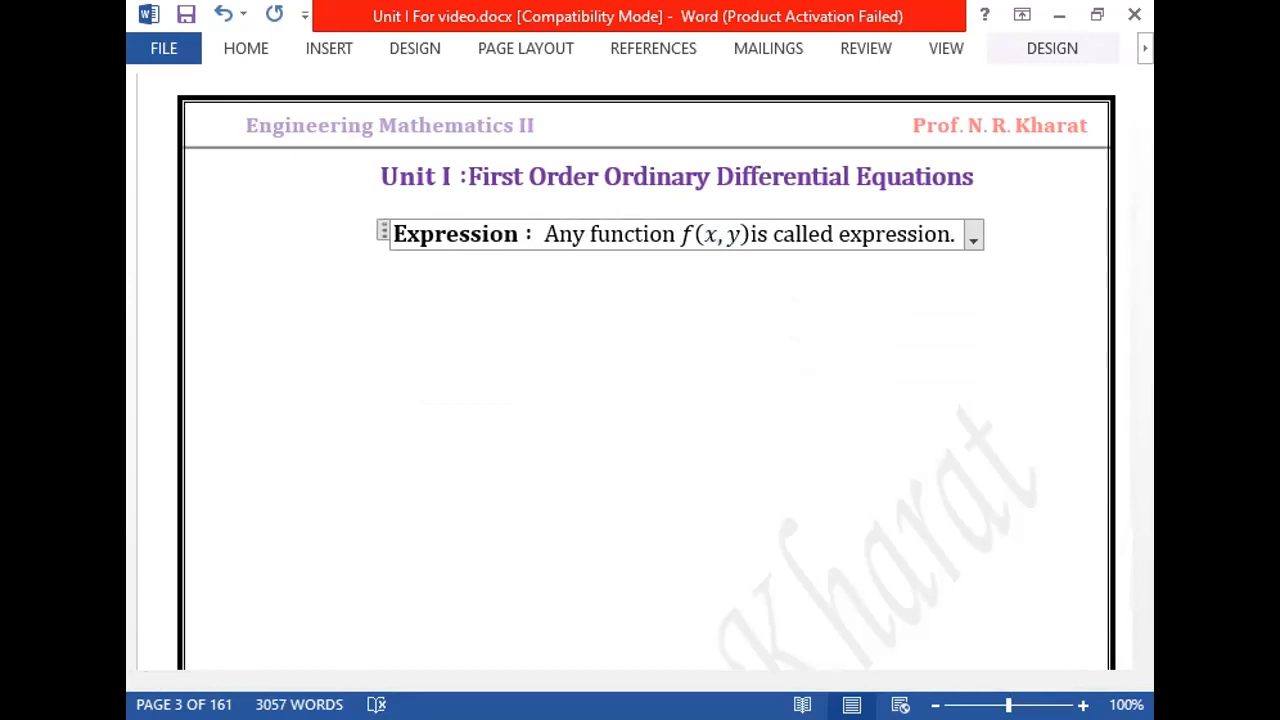 Unit I For video.docx [Compatibility Mode] - Word (Product Activation Failed)
?
FILE HOME INSERT DESIGN PAGE LAYOUT REFERENCES MAILINGS REVIEW VIEW DESIGN
Engineering Mathematics II Prof. N. R. Kharat
Unit I :First Order Ordinary Differential Equations
Expression : Any function f(x, y)is called expression.
Kharat
PAGE 3 OF 161 3057 WORDS 100%